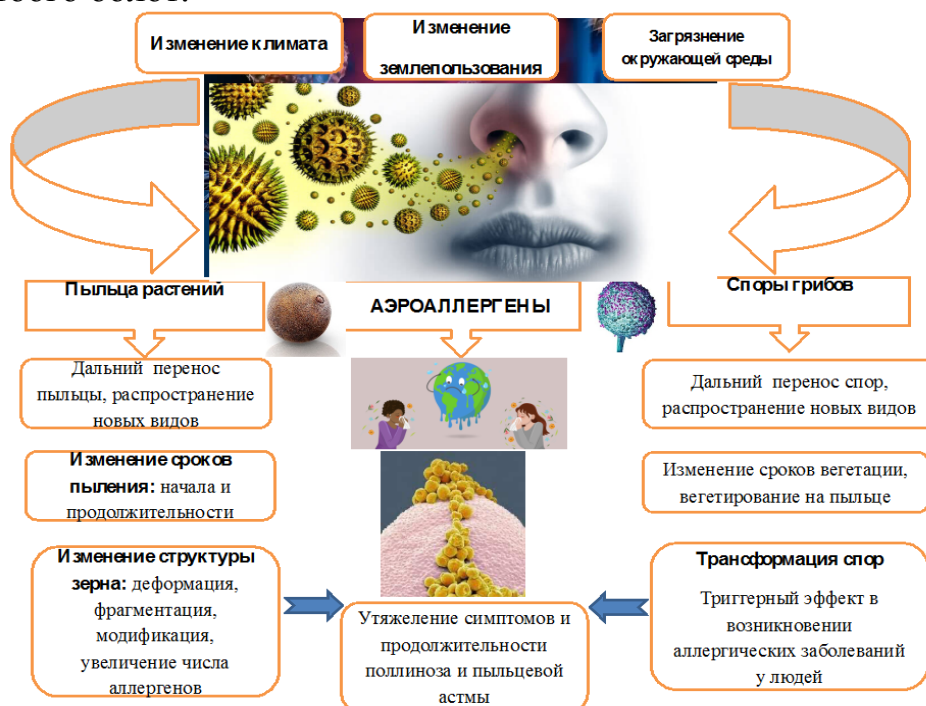 Изменение климата
Изменение
землепользования
Загрязнение
окружающей среды
Пыльца растений
АЭРОАЛЛЕРГЕНЫ
Споры грибов
Дальний перенос
пыльцы, распространение
новых видов
Дальний перенос спор,
распространение новых видов
Изменение сроков
пыления: начала и
продолжительности
Изменение сроков вегетации,
вегетирование на пыльце
Изменение структуры
зерна: деформация,
фрагментация,
модификация,
увеличение числа
аллергенов
Утяжеление симптомов и
продолжительности
поллиноза и пыльцевой
астмы
Трансформация спор
Триггерный эффект в
возникновении
аллергических заболеваний
у людей